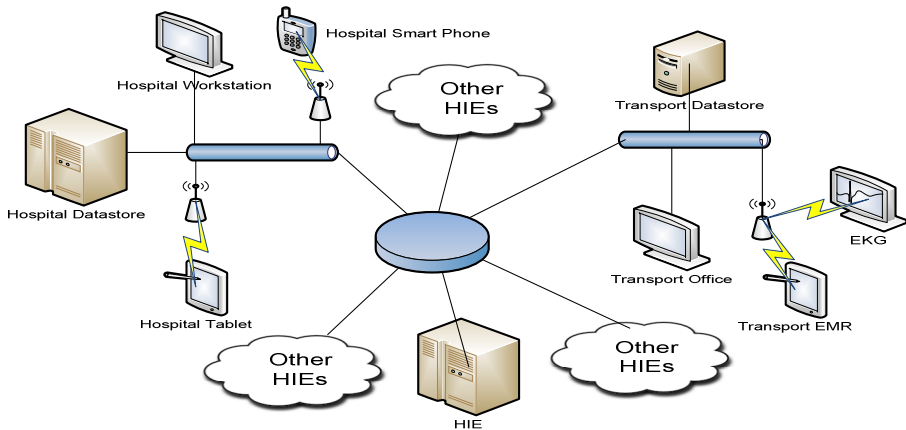 Hospital Smart Phone
Hospital Workstation
Other
HIEs
Transport Datastore
Hospital Datastore
EKG
Transport Office
Hospital Tablet
Transport EMR
Other
HIEs
Other
HIEs
HIE